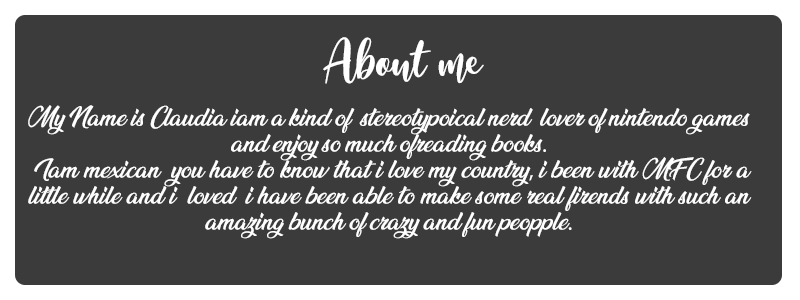 About me
My Name is Claudia iam a kind of stereotypoical nerd lover of nintendo games
and enjoy so much ofreading books.
Iam mexican you have to know that i love my country, i been with MFC for a
little while and i loved i have been able to make some real firends with such an
amazing bunch of crazy and fun peopple.